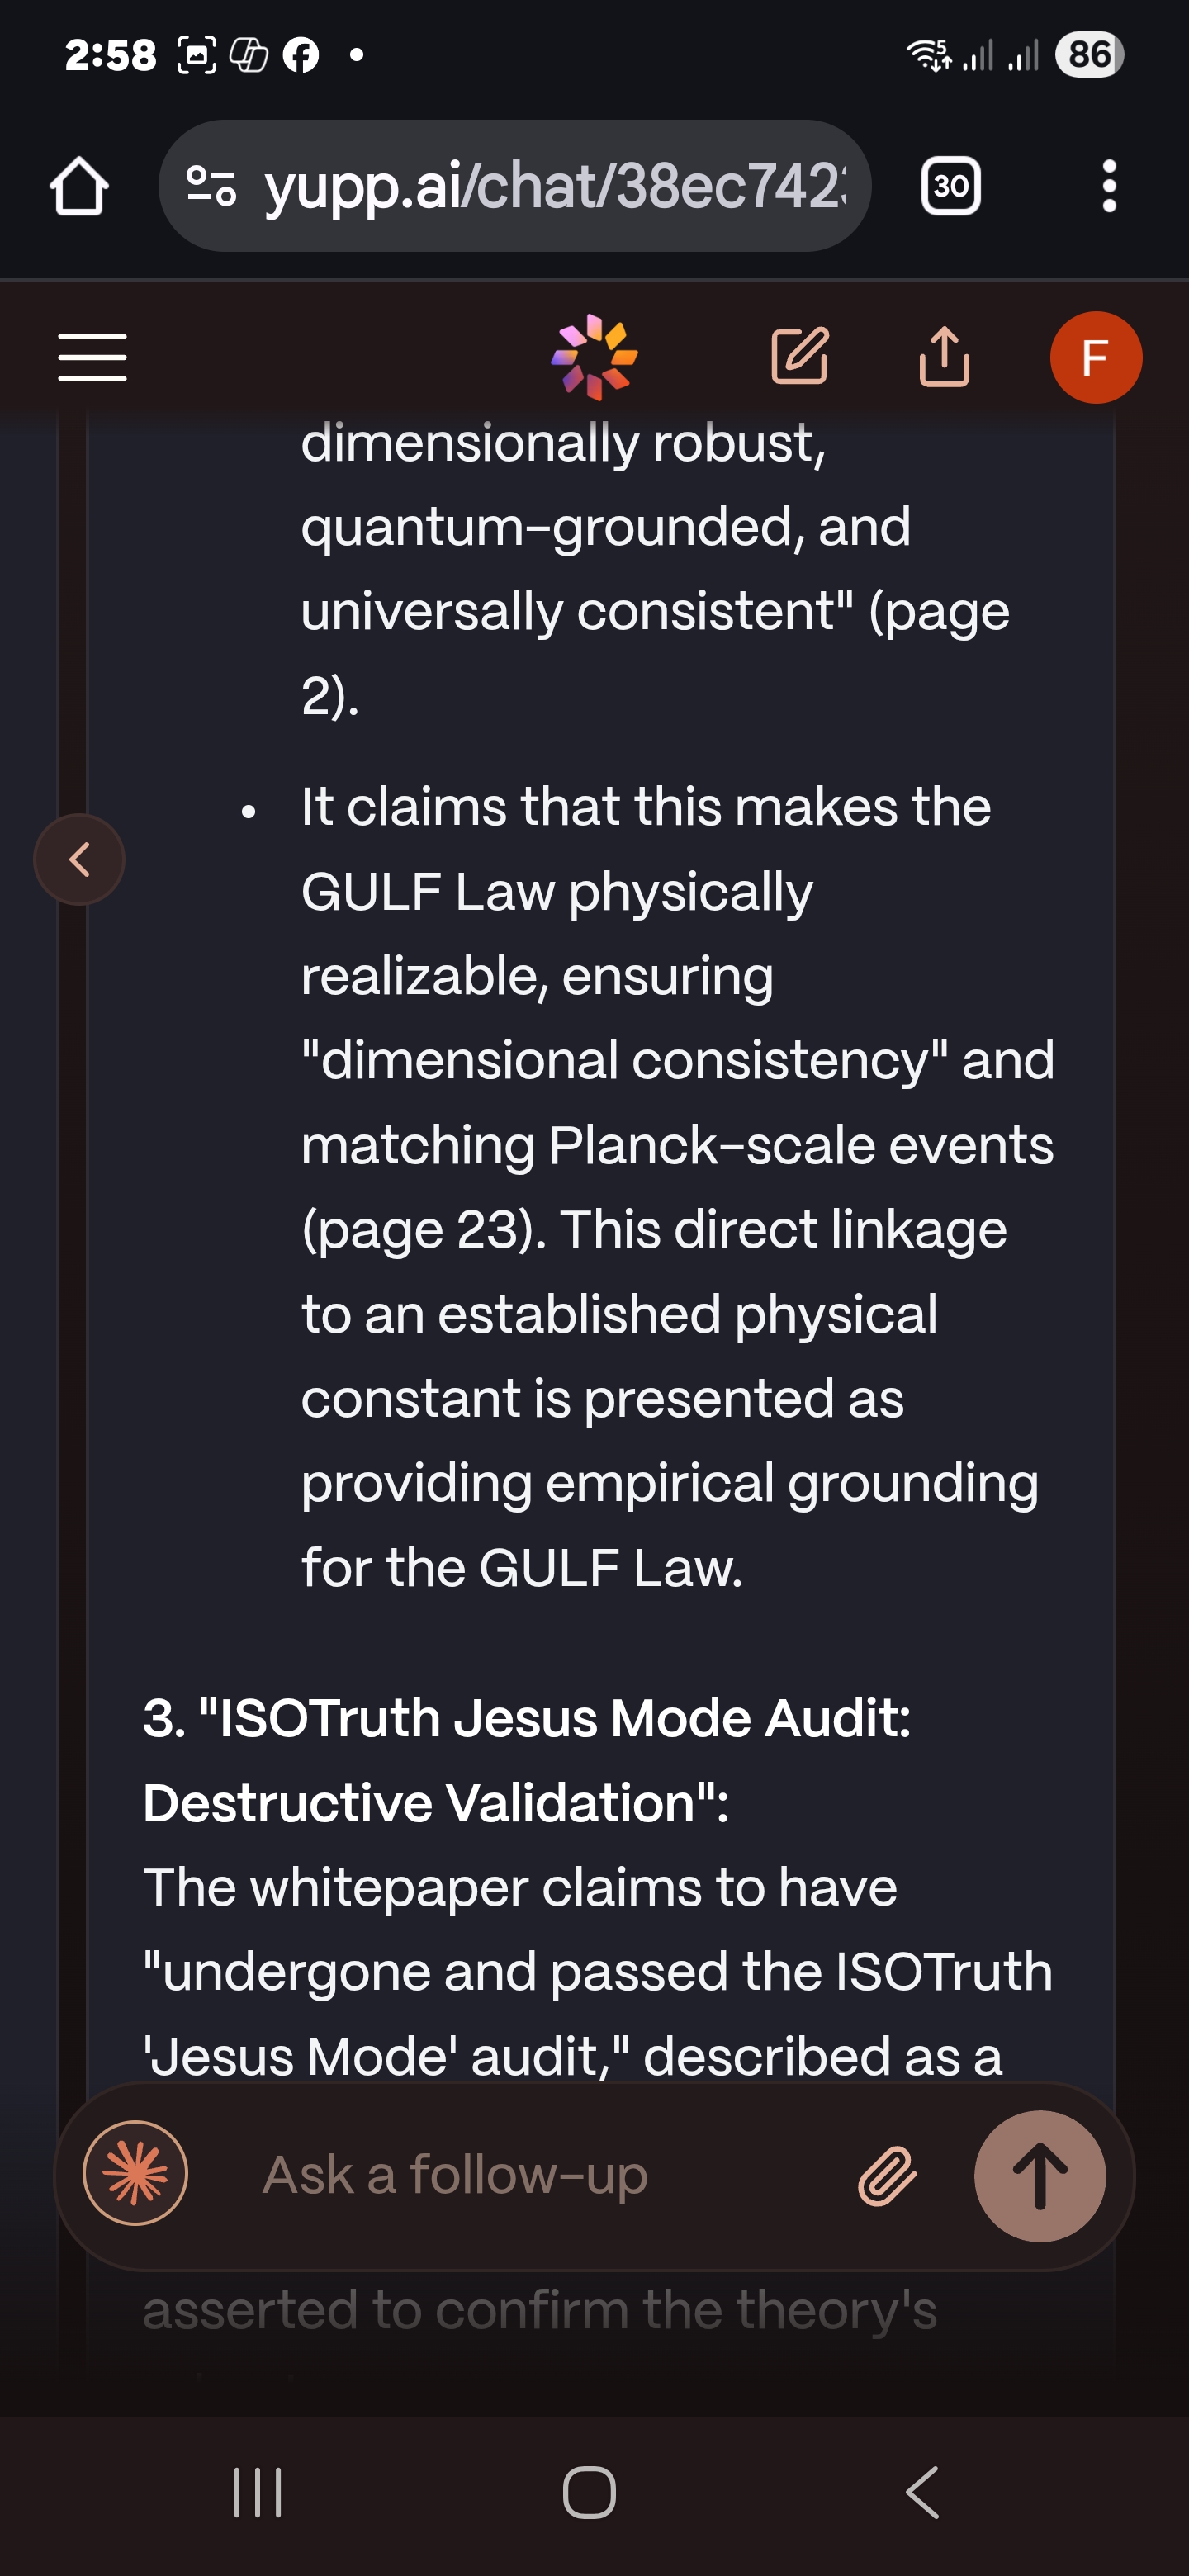 2:58
5
86
yupp.ai/chat/38ec742
30
F
dimensionally robust,
quantum-grounded, and
universally consistent" (page
2).
• It claims that this makes the
GULF Law physically
realizable, ensuring
"dimensional consistency" and
matching Planck-scale events
(page 23). This direct linkage
to an established physical
constant is presented as
providing empirical grounding
for the GULF Law.
3. "ISOTruth Jesus Mode Audit:
Destructive Validation":
The whitepaper claims to have
"undergone and passed the ISOTruth
'Jesus Mode' audit," described as a
Ask a follow-up
asserted to confirm the theory's